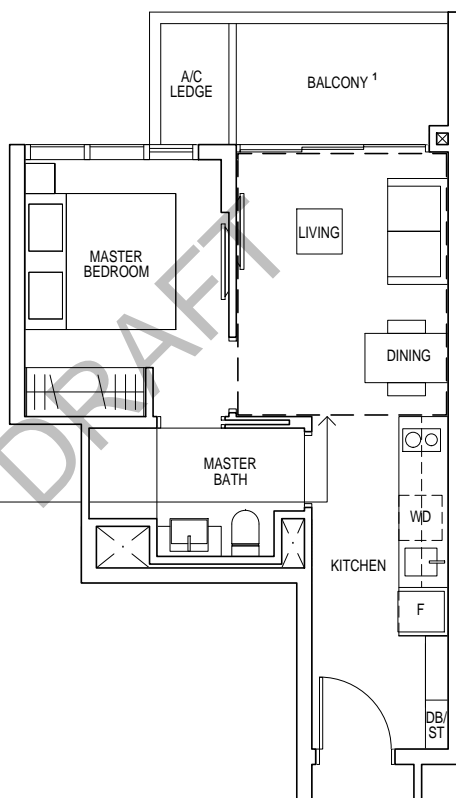 A/C
LEDGE
BALCONY ¹
LIVING
MASTER
BEDROOM
DINING
DRAFT
MASTER
BATH
WD
KITCHEN
F
DB/
ST